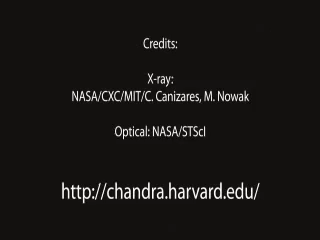 Credits:
X-ray:
NASA/CXC/MIT/C. Canizares, M. Nowak
Optical: NASA/STScI
http://chandra.harvard.edu/